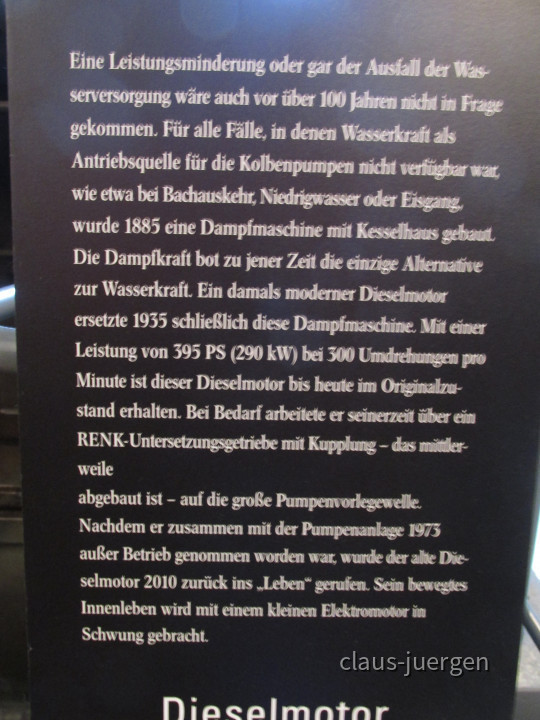 Eine Leistungsminderung oder gar der Ausfall der Was-
serversorgung wäre auch vor über 100 Jahren nicht in Frage
gekommen. Für alle Fälle, in denen Wasserkraft als
Antriebsquelle für die Kolbenpumpen nicht verfügbar war,
wie etwa bei Bachauskehr, Niedrigwasser oder Eisgang,
wurde 1885 eine Dampfmaschine mit Kesselhaus gebaut.
Die Dampfkraft bot zu jener Zeit die einzige Alternative
zur Wasserkraft. Ein damals moderner Dieselmotor
ersetzte 1935 schließlich diese Dampfmaschine. Mit einer
Leistung von 395 PS (290 kW) bei 300 Umdrehungen pro
Minute ist dieser Dieselmotor bis heute im Originalzu-
stand erhalten. Bei Bedarf arbeitete er seinerzeit über ein
RENK-Untersetzungsgetriebe mit Kupplung – das mittler-
weile
abgebaut ist – auf die große Pumpenvorlegewelle.
Nachdem er zusammen mit der Pumpenanlage 1973
außer Betrieb genommen worden war, wurde der alte Die-
selmotor 2010 zurück ins „Leben“ gerufen. Sein bewegtes
Innenleben wird mit einem kleinen Elektromotor in
Schwung gebracht.
claus-juergen
Dieselmotor